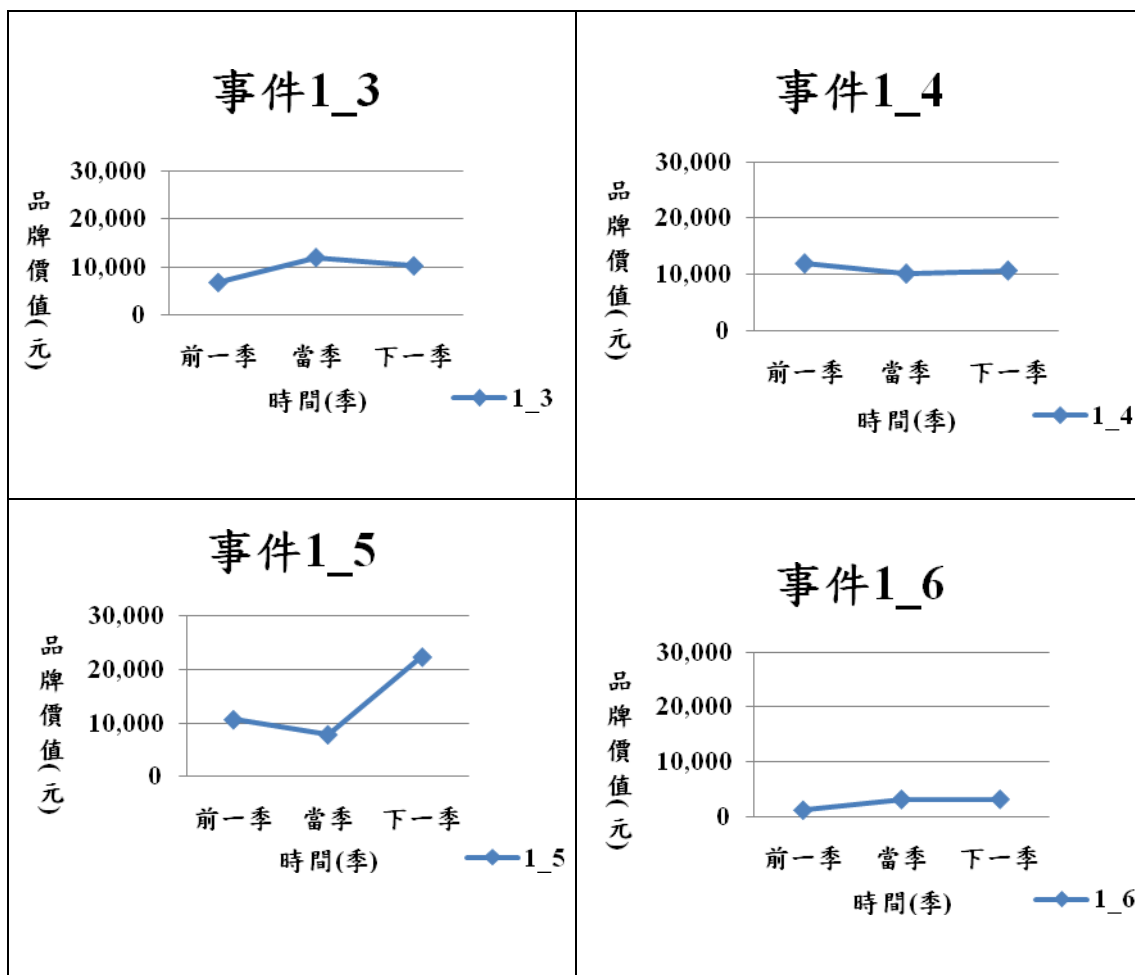 事件1_3
30,000
20,000
10,000
0
品牌價值(元)
前一季 當季 下一季
時間(季)
1_3
事件1_4
30,000
20,000
10,000
0
品牌價值(元)
前一季 當季 下一季
時間(季)
1_4
事件1_5
30,000
20,000
10,000
0
品牌價值(元)
前一季 當季 下一季
時間(季)
1_5
事件1_6
30,000
20,000
10,000
0
品牌價值(元)
前一季 當季 下一季
時間(季)
1_6